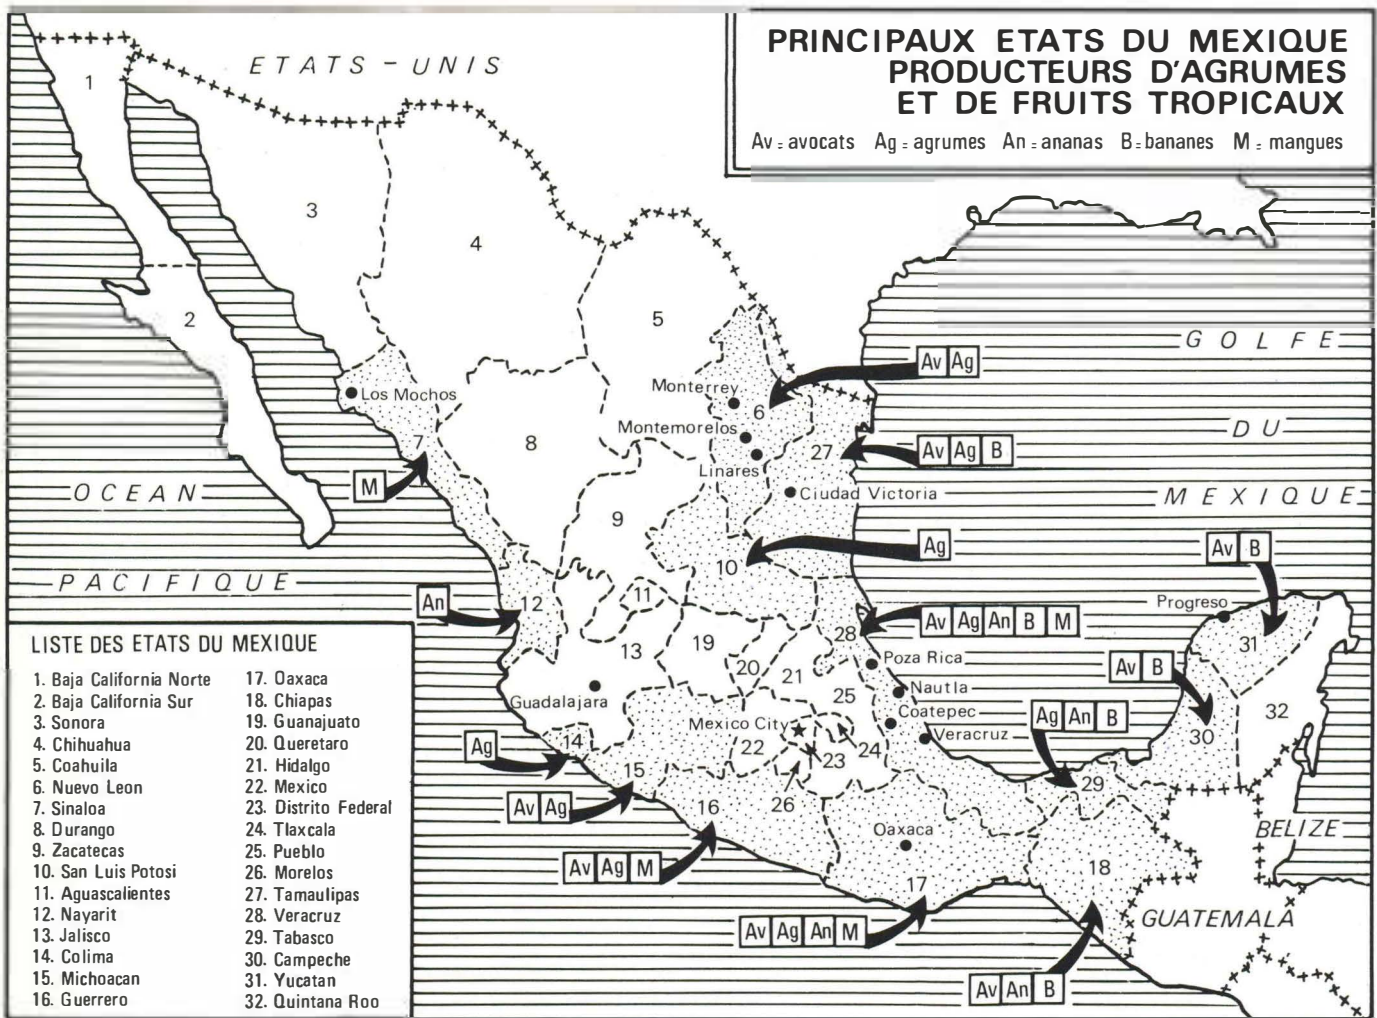 PRINCIPAUX ETATS DU MEXIQUE
PRODUCTEURS D'AGRUMES
ET DE FRUITS TROPICAUX
Av = avocats Ag = agrumes An = ananas B = bananes M = mangues
ETATS - UNIS
1
3
4
2
5
GOLFE
Av Ag
Monterrey
Los Mochos
6
Montemorelos
DU
7
8
27
Av Ag B
Linares
M
OCEAN
Ciudad Victoria
MEXIQUE
9
Ag
Av B
10
PACIFIQUE
An
12
11
Progreso
Av Ag An B M
28
31
13
19
20
21
Poza Rica
Av B
Guadalajara
25
Nautla
Coatepec
Ag An B
32
Mexico City
Veracruz
30
14
22
23
24
Ag
15
29
26
Av Ag
16
Oaxaca
BELIZE
Av Ag M
18
17
GUATEMALA
Av Ag An M
Av An B
LISTE DES ETATS DU MEXIQUE
1. Baja California Norte
2. Baja California Sur
3. Sonora
4. Chihuahua
5. Coahuila
6. Nuevo Leon
7. Sinaloa
8. Durango
9. Zacatecas
10. San Luis Potosi
11. Aguascalientes
12. Nayarit
13. Jalisco
14. Colima
15. Michoacan
16. Guerrero
17. Oaxaca
18. Chiapas
19. Guanajuato
20. Queretaro
21. Hidalgo
22. Mexico
23. Distrito Federal
24. Tlaxcala
25. Pueblo
26. Morelos
27. Tamaulipas
28. Veracruz
29. Tabasco
30. Campeche
31. Yucatan
32. Quintana Roo